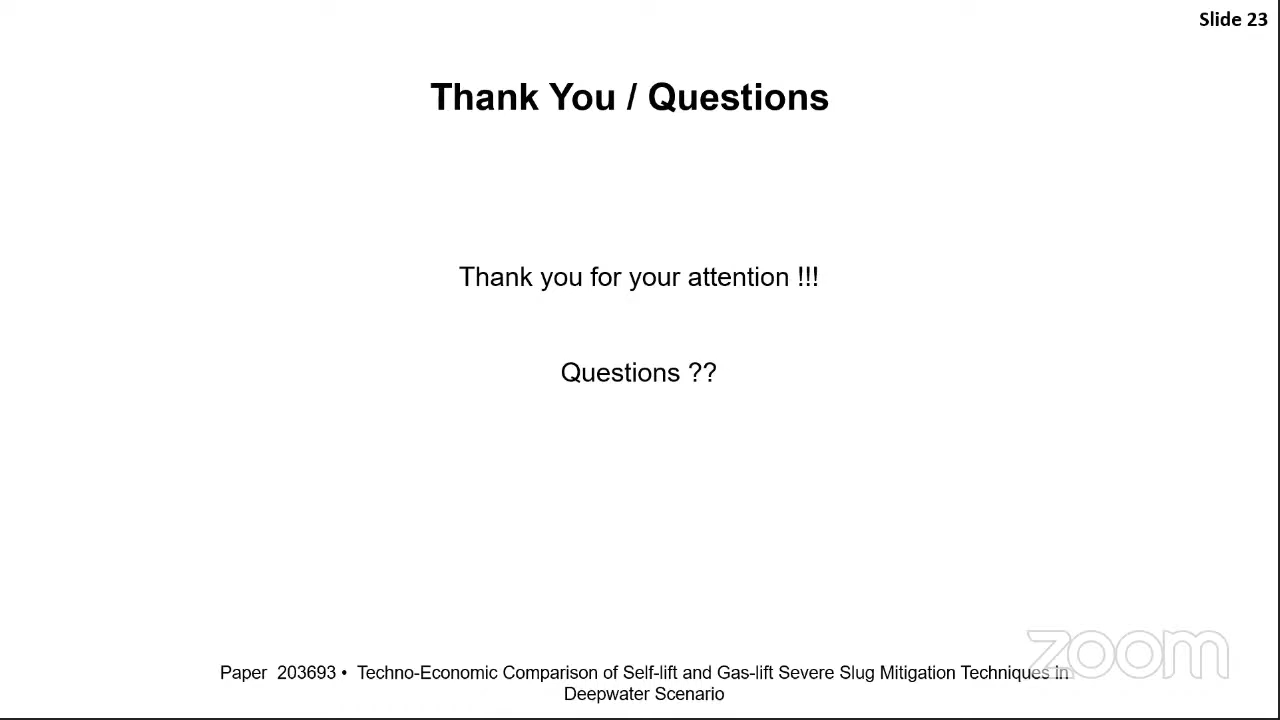 Slide 23
Thank You / Questions
Thank you for your attention !!!
Questions ??
Paper 203693 • Techno-Economic Comparison of Self-lift and Gas-lift Severe Slug Mitigation Techniques in
Deepwater Scenario
zoom